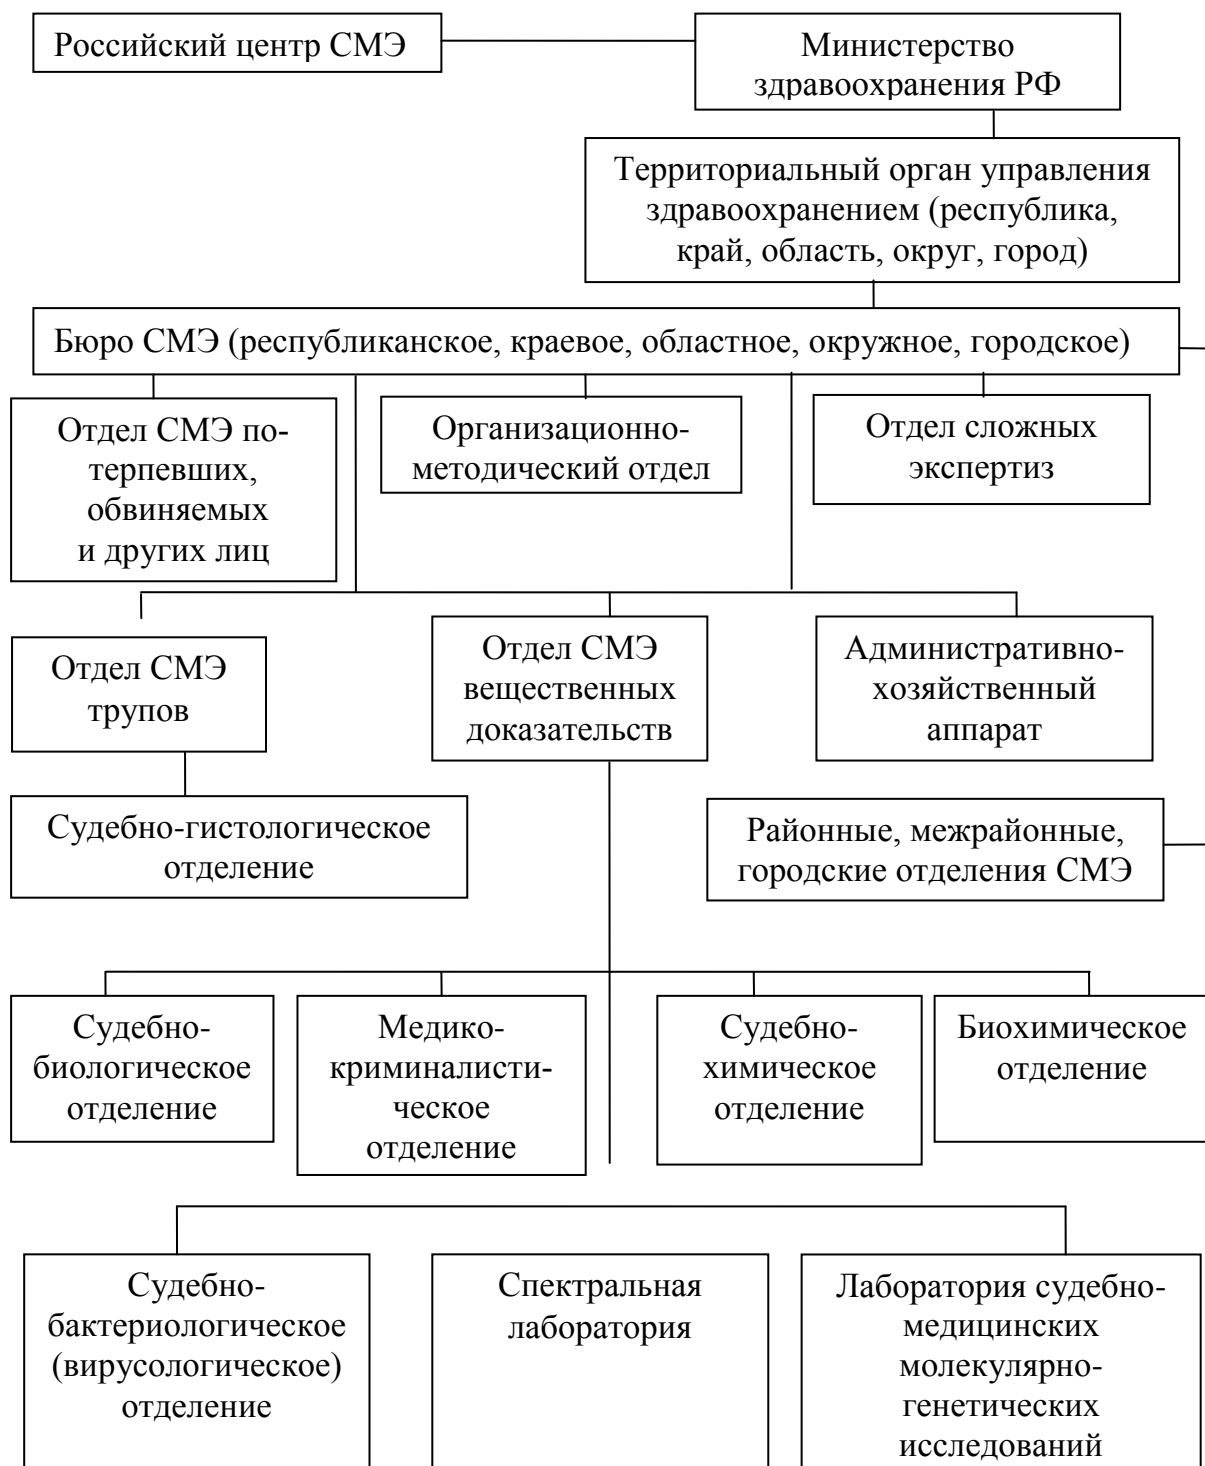 Российский центр СМЭ
Министерство
здравоохранения РФ
Территориальный орган управления
здравоохранением (республика,
край, область, округ, город)
Бюро СМЭ (республиканское, краевое, областное, окружное, городское)
Отдел СМЭ по-
терпевших,
обвиняемых
и других лиц
Организационно-
методический отдел
Отдел сложных
экспертиз
Отдел СМЭ
трупов
Отдел СМЭ
вещественных
доказательств
Административно-
хозяйственный
аппарат
Судебно-гистологическое
отделение
Районные, межрайонные,
городские отделения СМЭ
Судебно-
биологическое
отделение
Медико-
криминалисти-
ческое
отделение
Судебно-
химическое
отделение
Биохимическое
отделение
Судебно-
бактериологическое
(вирусологическое)
отделение
Спектральная
лаборатория
Лаборатория судебно-
медицинских
молекулярно-
генетических
исследований